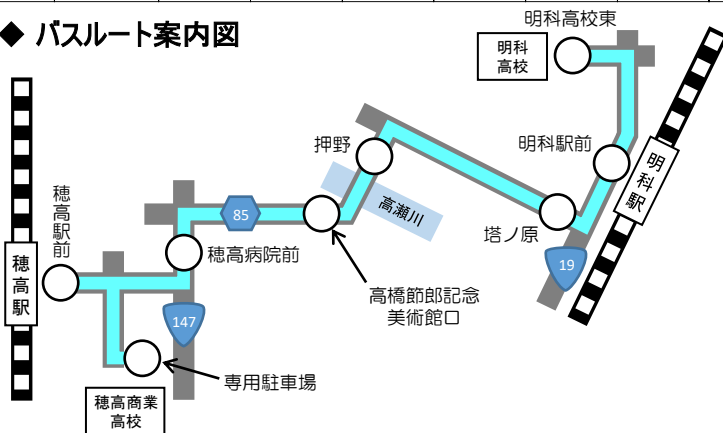 ◆ バスルート案内図
明科高校東
明科
高校
押野
明科駅前
明科駅
穂高駅前
85
高瀬川
塔ノ原
穂高病院前
19
穂高駅
高橋節郎記念
美術館口
147
専用駐車場
穂高商業
高校